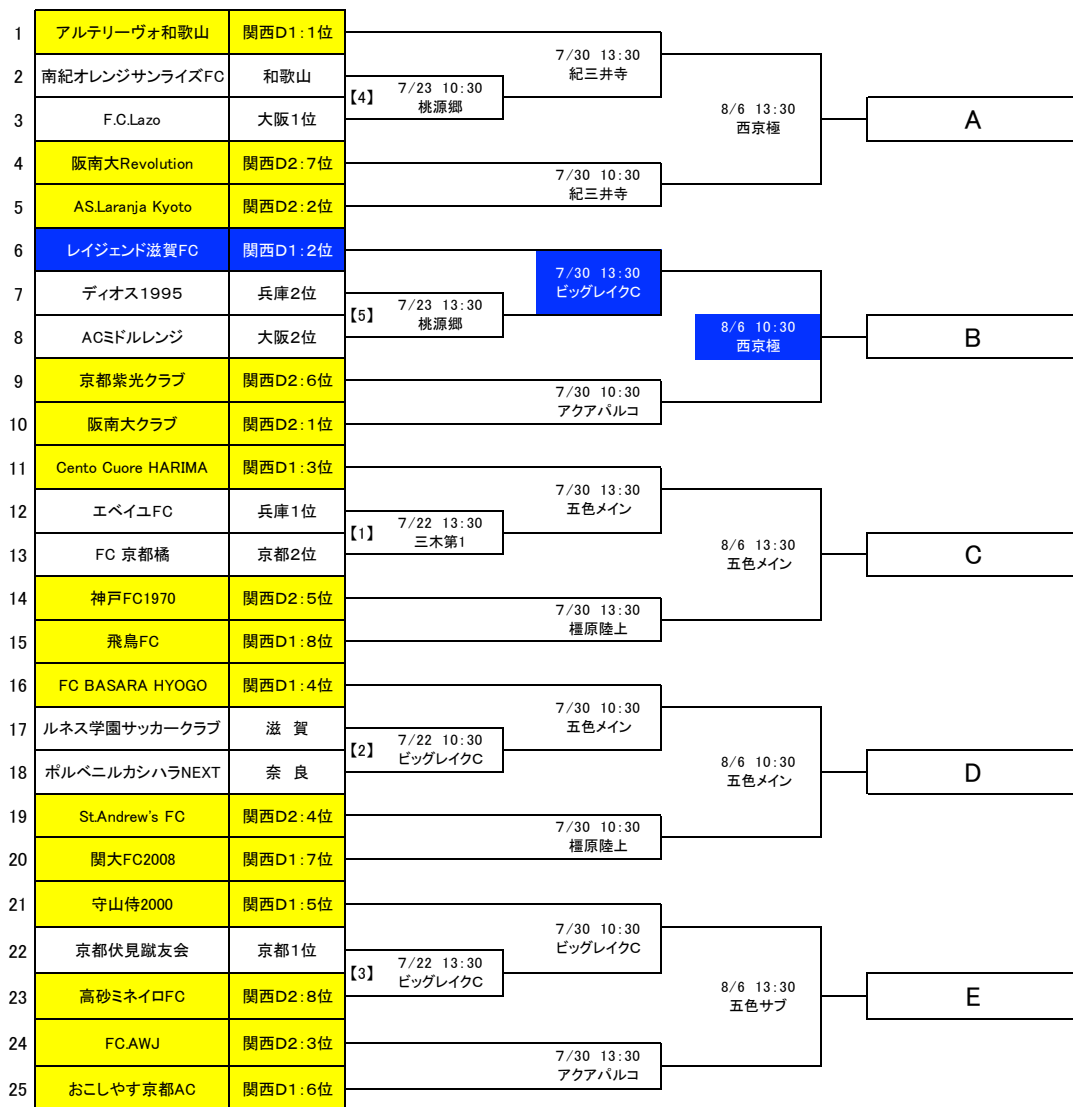 1 アルテリーヴォ和歌山 関西D1:1位
7/30 13:30
紀三井寺
2 南紀オレンジサンライズFC 和歌山
【4】 7/23 10:30
桃源郷
3 F.C.Lazo 大阪1位
8/6 13:30
西京極
A
4 阪南大Revolution 関西D2:7位
7/30 10:30
紀三井寺
5 AS.Laranja Kyoto 関西D2:2位
6 レイジェンド滋賀FC 関西D1:2位
7/30 13:30
ビッグレイクC
7 ディオス1995 兵庫2位
【5】 7/23 13:30
桃源郷
8 ACミドルレンジ 大阪2位
8/6 10:30
西京極
B
9 京都紫光クラブ 関西D2:6位
7/30 10:30
アクアパルコ
10 阪南大クラブ 関西D2:1位
11 Cento Cuore HARIMA 関西D1:3位
7/30 13:30
五色メイン
12 エベイユFC 兵庫1位
【1】 7/22 13:30
三木第1
13 FC 京都橘 京都2位
8/6 13:30
五色メイン
C
14 神戸FC1970 関西D2:5位
7/30 13:30
橿原陸上
15 飛鳥FC 関西D1:8位
16 FC BASARA HYOGO 関西D1:4位
7/30 10:30
五色メイン
17 ルネス学園サッカークラブ 滋 賀
【2】 7/22 10:30
ビッグレイクC
18 ポルベニルカシハラNEXT 奈 良
8/6 10:30
五色メイン
D
19 St.Andrew's FC 関西D2:4位
7/30 10:30
橿原陸上
20 関大FC2008 関西D1:7位
21 守山侍2000 関西D1:5位
7/30 10:30
ビッグレイクC
22 京都伏見蹴友会 京都1位
【3】 7/22 13:30
ビッグレイクC
23 高砂ミネイロFC 関西D2:8位
8/6 13:30
五色サブ
E
24 FC.AWJ 関西D2:3位
7/30 13:30
アクアパルコ
25 おこしやす京都AC 関西D1:6位